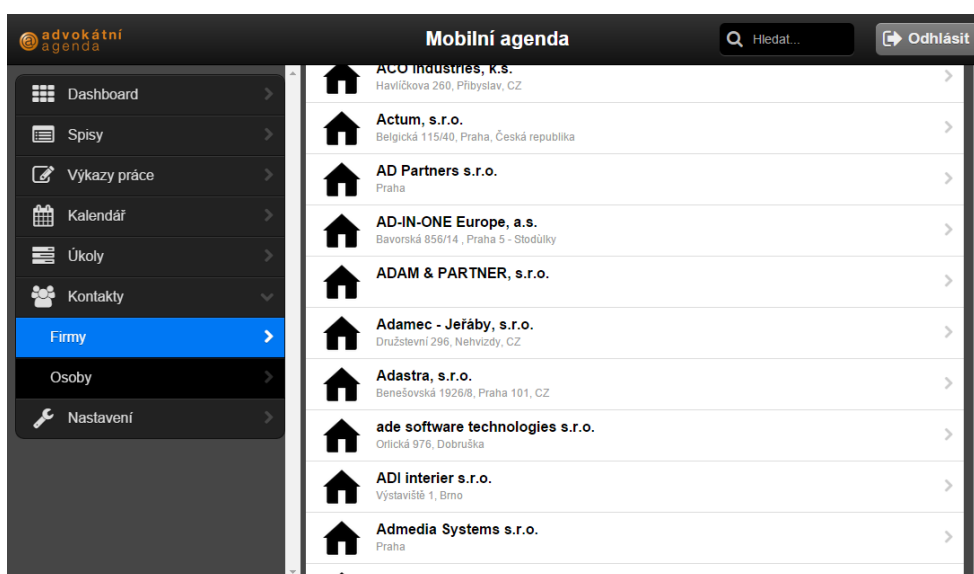 advokátní
agenda
Mobilní agenda
Hledat...
Odhlásit
Dashboard
Spisy
Výkazy práce
Kalendář
Úkoly
Kontakty
Firmy
Osoby
Nastavení
ACO Industries, k.s.
Havlíčkova 260, Přibyslav, CZ
Actum, s.r.o.
Belgická 115/40, Praha, Česká republika
AD Partners s.r.o.
Praha
AD-IN-ONE Europe, a.s.
Bavorská 856/14 , Praha 5 - Stodůlky
ADAM & PARTNER, s.r.o.
Adamec - Jeřáby, s.r.o.
Družstevní 296, Nehvizdy, CZ
Adastra, s.r.o.
Benešovská 1926/8, Praha 101, CZ
ade software technologies s.r.o.
Orlická 976, Dobruška
ADI interier s.r.o.
Výstaviště 1, Brno
Admedia Systems s.r.o.
Praha